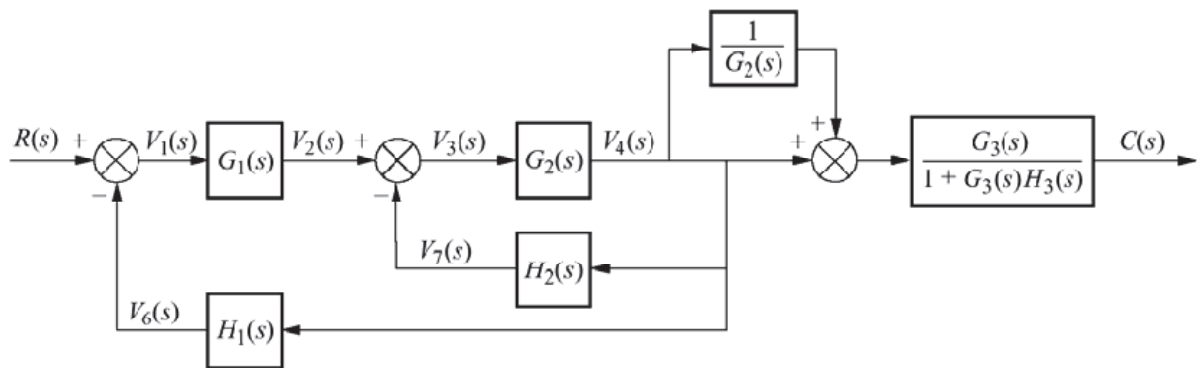 1
G2(s)
R(s) + V1(s) G1(s) V2(s) + V3(s) G2(s) V4(s) + + G3(s) C(s)
1 + G3(s)H3(s)
− −
V7(s) H2(s)
V6(s) H1(s)